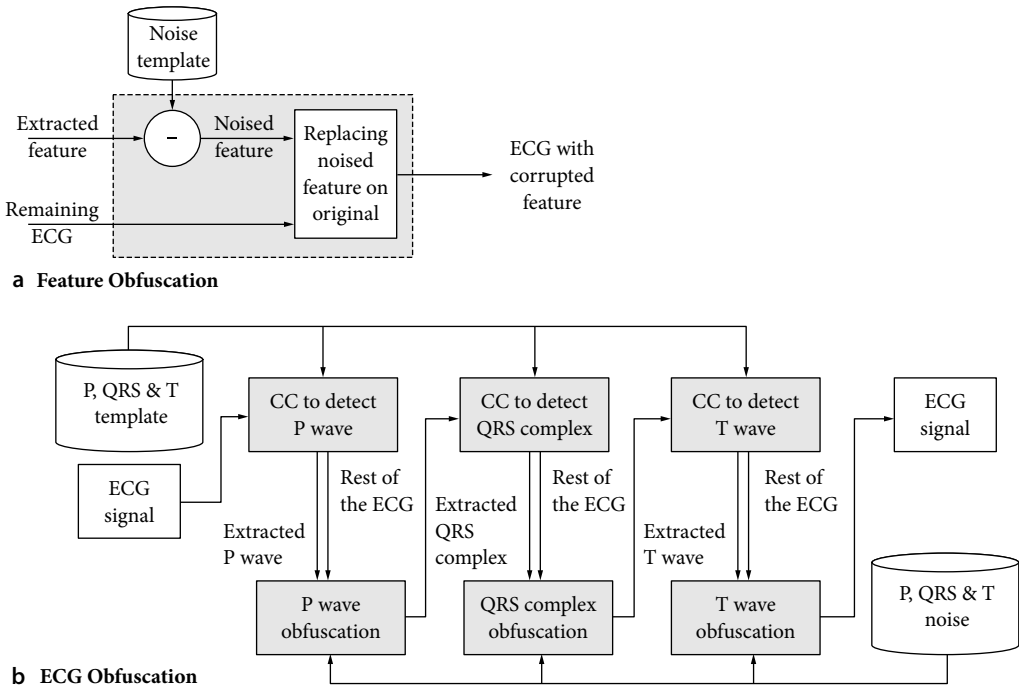 Noise
template
Extracted
feature
–
Noised
feature
Replacing
noised
feature on
original
ECG with
corrupted
feature
Remaining
ECG
a Feature Obfuscation
P, QRS & T
template
CC to detect
P wave
CC to detect
QRS complex
CC to detect
T wave
ECG
signal
ECG
signal
Rest of
the ECG
Extracted
P wave
Rest of
the ECG
Extracted
QRS
complex
Rest of
the ECG
Extracted
T wave
P wave
obfuscation
QRS complex
obfuscation
T wave
obfuscation
P, QRS & T
noise
b ECG Obfuscation